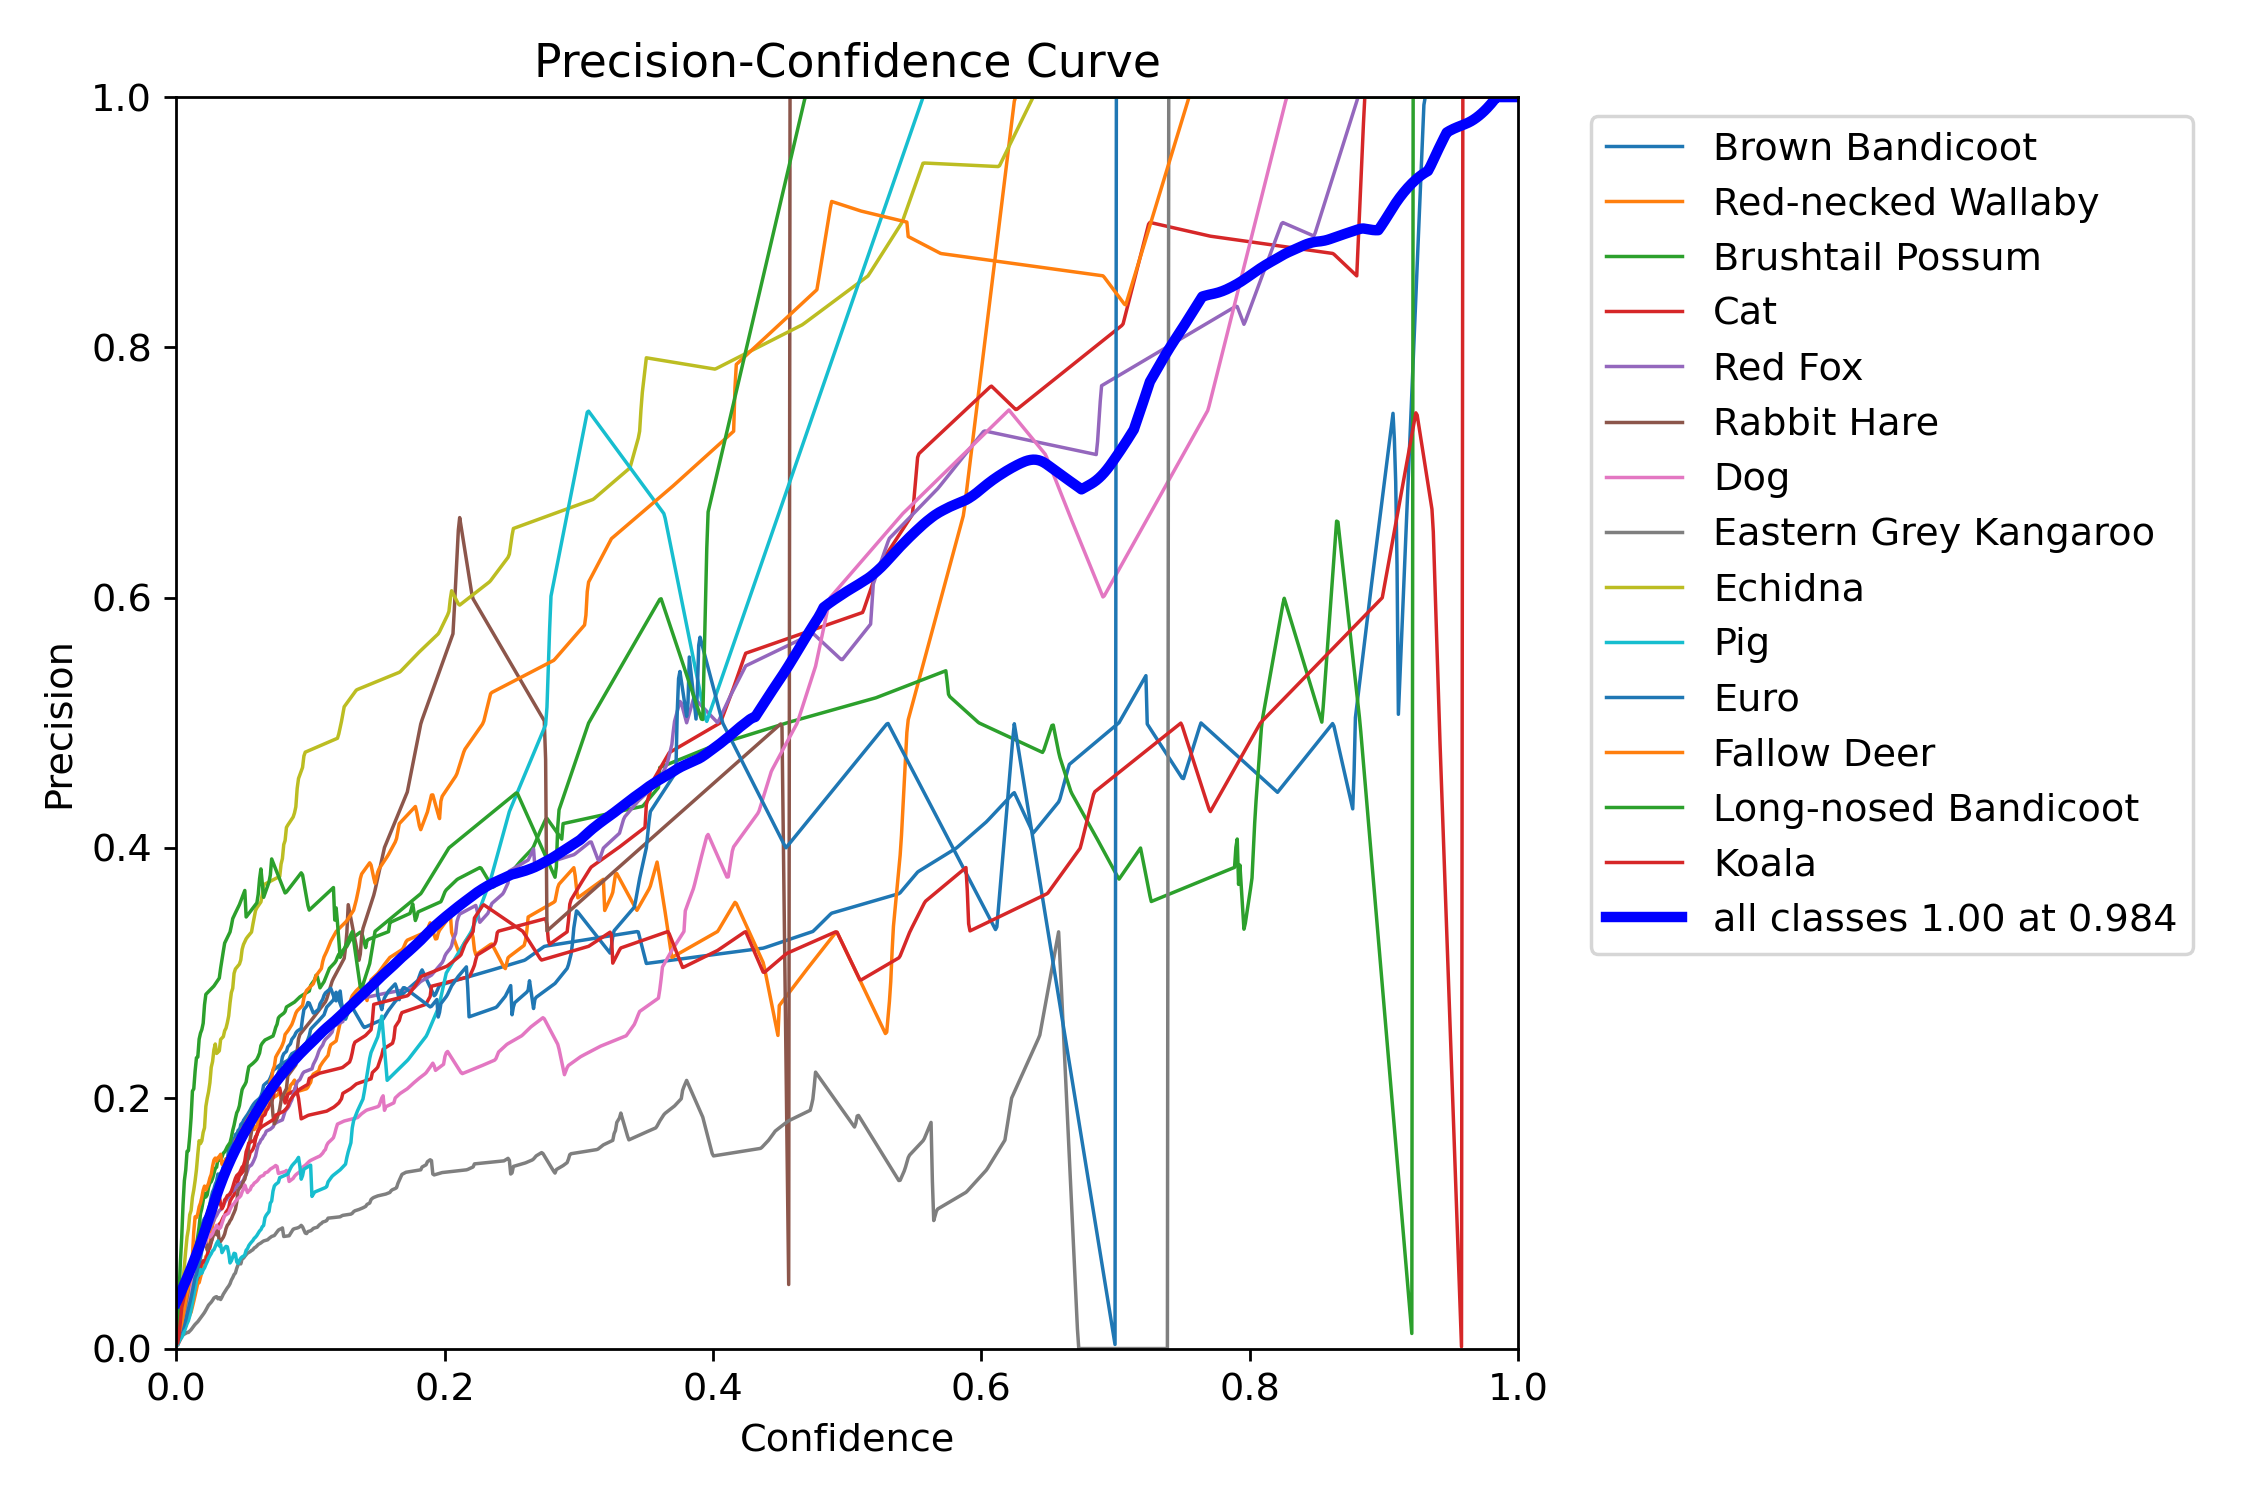 Precision-Confidence Curve
1.0
0.8
0.6
0.4
0.2
0.0
Precision
0.0 0.2 0.4 0.6 0.8 1.0
Confidence
Brown Bandicoot
Red-necked Wallaby
Brushtail Possum
Cat
Red Fox
Rabbit Hare
Dog
Eastern Grey Kangaroo
Echidna
Pig
Euro
Fallow Deer
Long-nosed Bandicoot
Koala
all classes 1.00 at 0.984